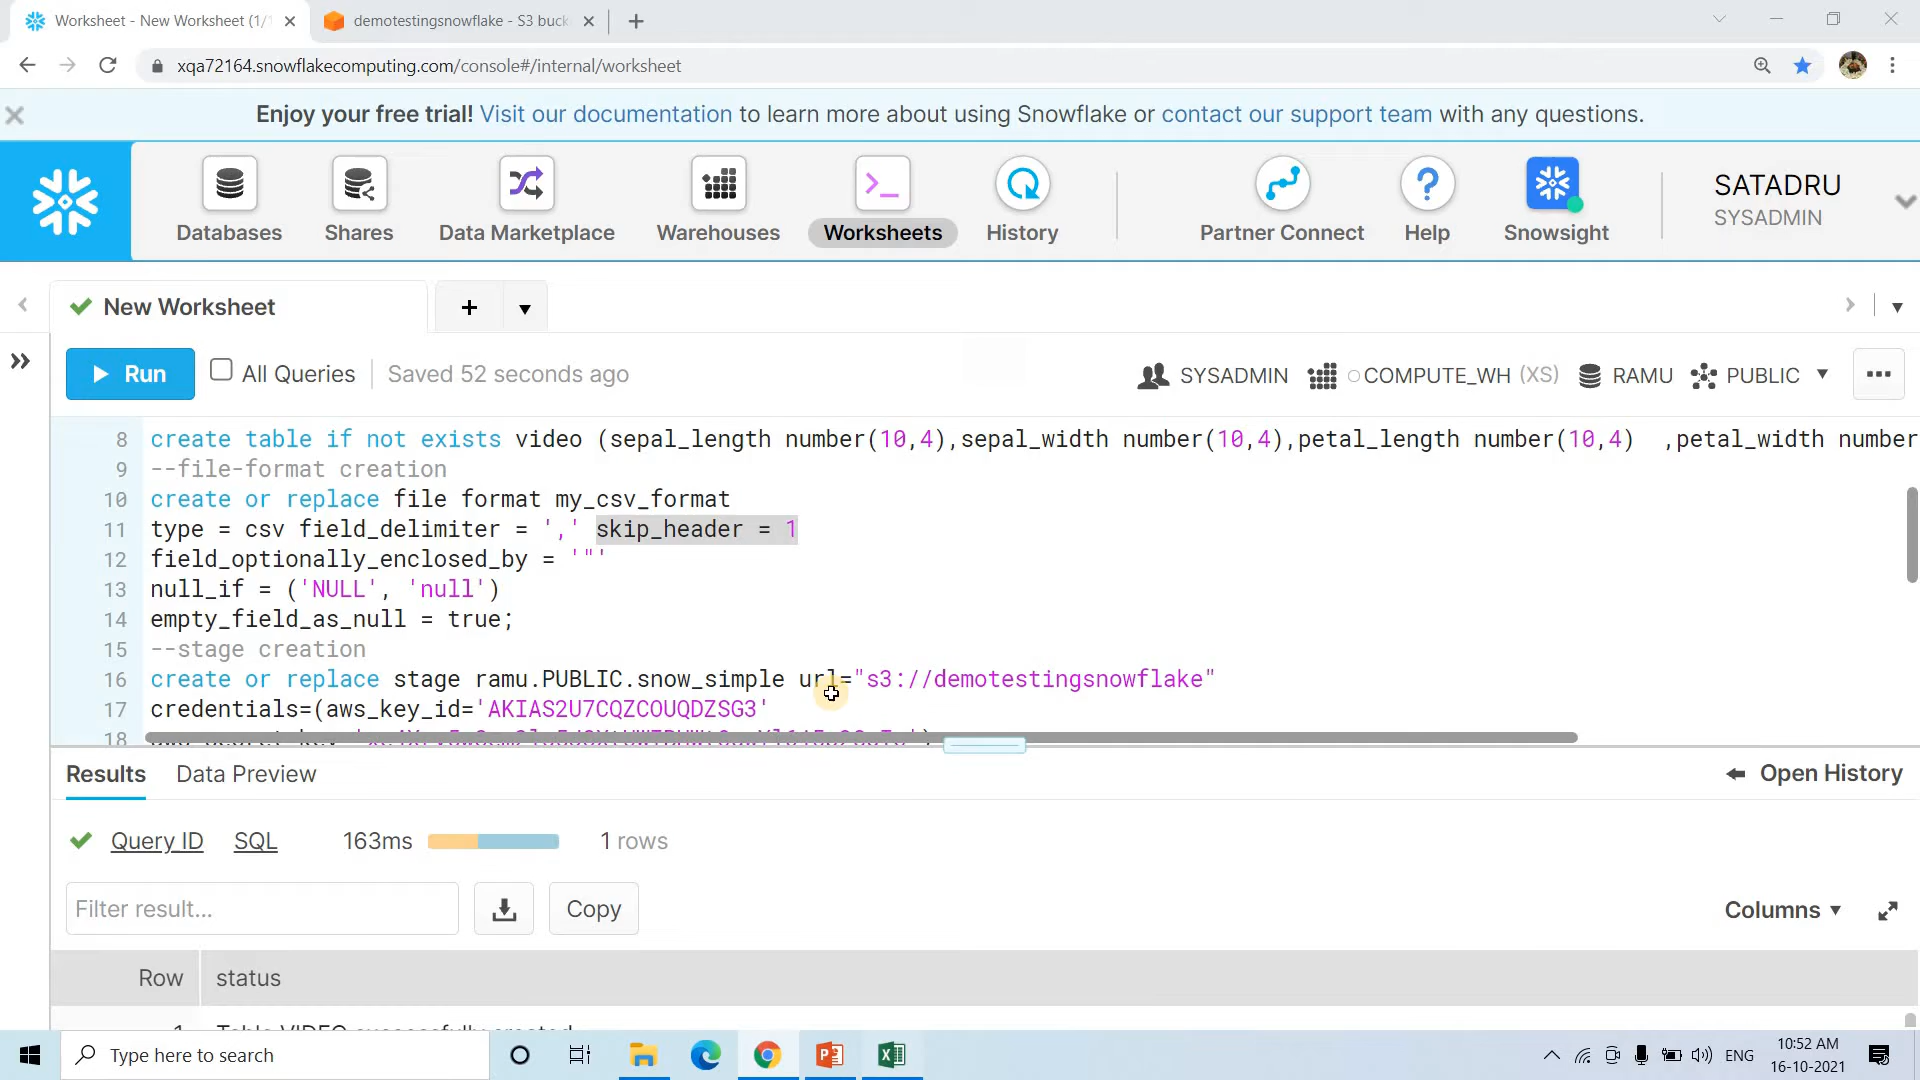 Worksheet - New Worksheet (1/
demotestingsnowflake - S3 buck
xqa72164.snowflakecomputing.com/console#/internal/worksheet
Enjoy your free trial! Visit our documentation to learn more about using Snowflake or contact our support team with any questions.
Databases
Shares
Data Marketplace
Warehouses
Worksheets
History
Partner Connect
Help
Snowsight
SATADRU
SYSADMIN
New Worksheet
Run
All Queries
Saved 52 seconds ago
SYSADMIN
COMPUTE_WH (XS)
RAMU
PUBLIC
8 create table if not exists video (sepal_length number(10,4),sepal_width number(10,4),petal_length number(10,4)  ,petal_width number
9 --file-format creation
10 create or replace file format my_csv_format
11 type = csv field_delimiter = ',' skip_header = 1
12 field_optionally_enclosed_by = '"'
13 null_if = ('NULL', 'null')
14 empty_field_as_null = true;
15 --stage creation
16 create or replace stage ramu.PUBLIC.snow_simple url="s3://demotestingsnowflake"
17 credentials=(aws_key_id='AKIAS2U7CQZCOUQDZSG3'
18
Results
Data Preview
Open History
Query ID
SQL
163ms
1 rows
Filter result...
Copy
Columns
Row
status
1 Table VIDEO successfully created
Type here to search
ENG
10:52 AM
16-10-2021